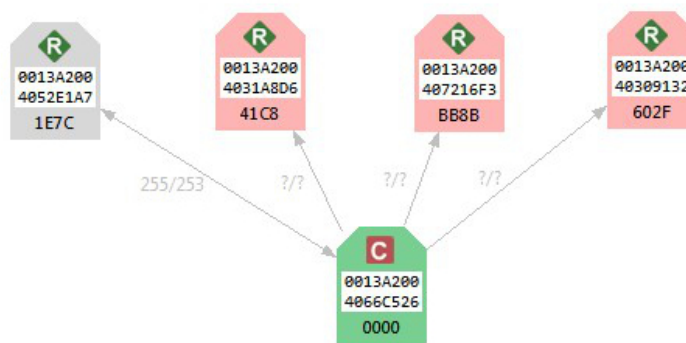 R
0013A200
4052E1A7
1E7C
R
0013A200
4031A8D6
41C8
R
0013A200
407216F3
BB8B
R
0013A200
40309132
602F
255/253
?/?
?/?
?/?
C
0013A200
4066C526
0000